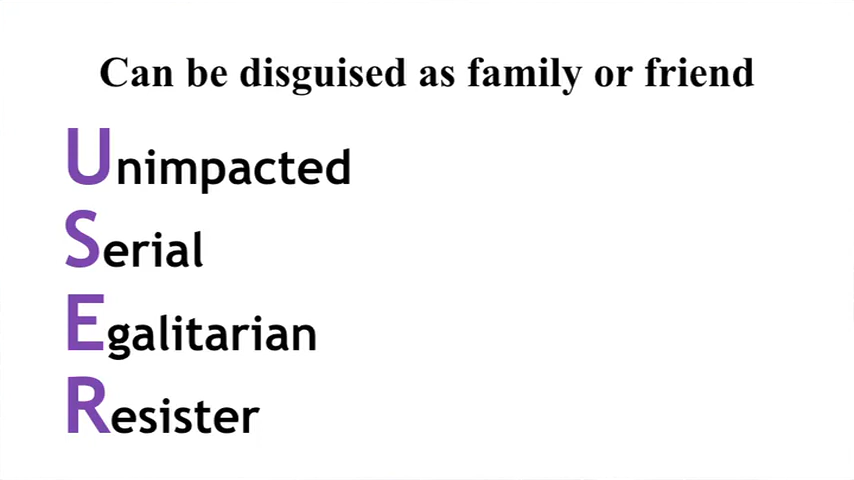 Can be disguised as family or friend
Unimpacted
Serial
Egalitarian
Resister